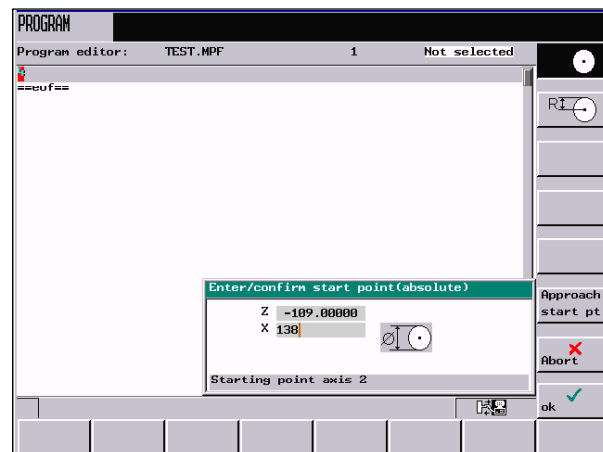 PROGRAM
Program editor: TEST.MPF 1 Not selected
==eof==
R
Enter/confirm start point(absolute)
Z -109.00000
X 138
Ø
Starting point axis 2
Approach
start pt
Abort
ok